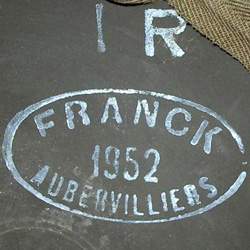 I R
FRANCK
1952
AUBERVILLIERS